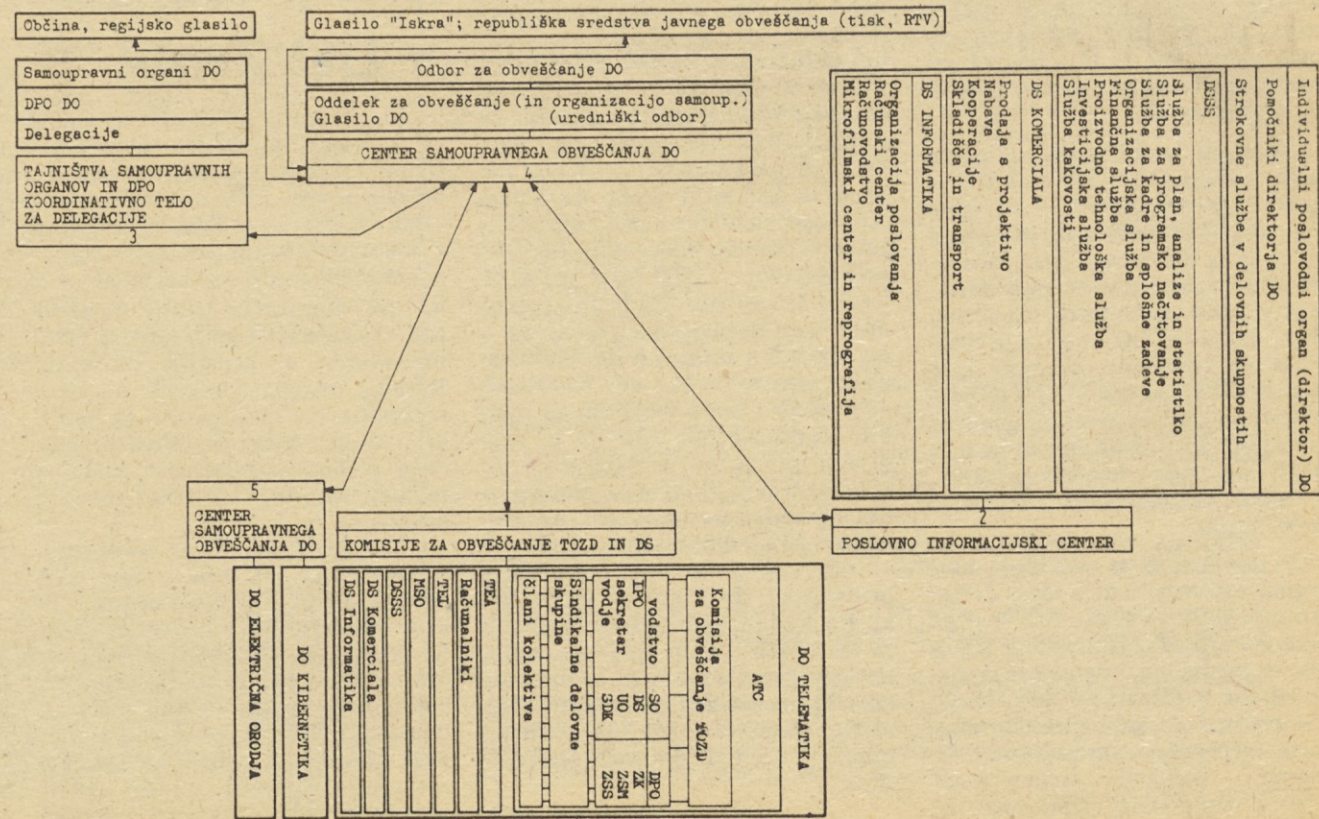 Občina, regijsko glasilo
Glasilo "Iskra"; republiška sredstva javnega obveščanja (tisk, RTV)
Samoupravni organi DO
DPO DO
Delegacije
TAJNIŠTVA SAMOUPRAVNIH
ORGANOV IN DPO
KOORDINATIVNO TELO
ZA DELEGACIJE
3
Odbor za obveščanje DO
Oddelek za obveščanje (in organizacijo samoup.)
Glasilo DO (uredniški odbor)
CENTER SAMOUPRAVNEGA OBVEŠČANJA DO
4
Individualni poslovodni organ (direktor) DO
Pomočniki direktorja DO
Strokovne službe v delovnih skupnostih
DSSS
Služba za plan, analize in statistiko
Služba za programsko načrtovanje
Služba za kadre in splošne zadeve
Organizacijska služba
Finančna služba
Proizvodno tehnološka služba
Investicijska služba
Služba kakovosti
DS KOMERCIALA
Prodaja s projektivo
Nabava
Kooperacije
Skladišča in transport
DS INFORMATIKA
Organizacija poslovanja
Računski center
Računovodstvo
Mikrofilmski center in reprografija
2
POSLOVNO INFORMACIJSKI CENTER
5
CENTER
SAMOUPRAVNEGA
OBVEŠČANJA DO
DO KIBERNETIKA
DO ELEKTRIČNA ORODJA
1
KOMISIJE ZA OBVEŠČANJE TOZD IN DS
DO TELEMATIKA
ATC
Komisija
za obveščanje TOZD
vodstvo SO DPO
IPO DS ZK
sekretar UO ZSM
vodje SDK ZSS
Sindikalne delovne
skupine
člani kolektiva
TEA
Računalniki
TEL
MSO
DSSS
DS Komerciala
DS Informatika